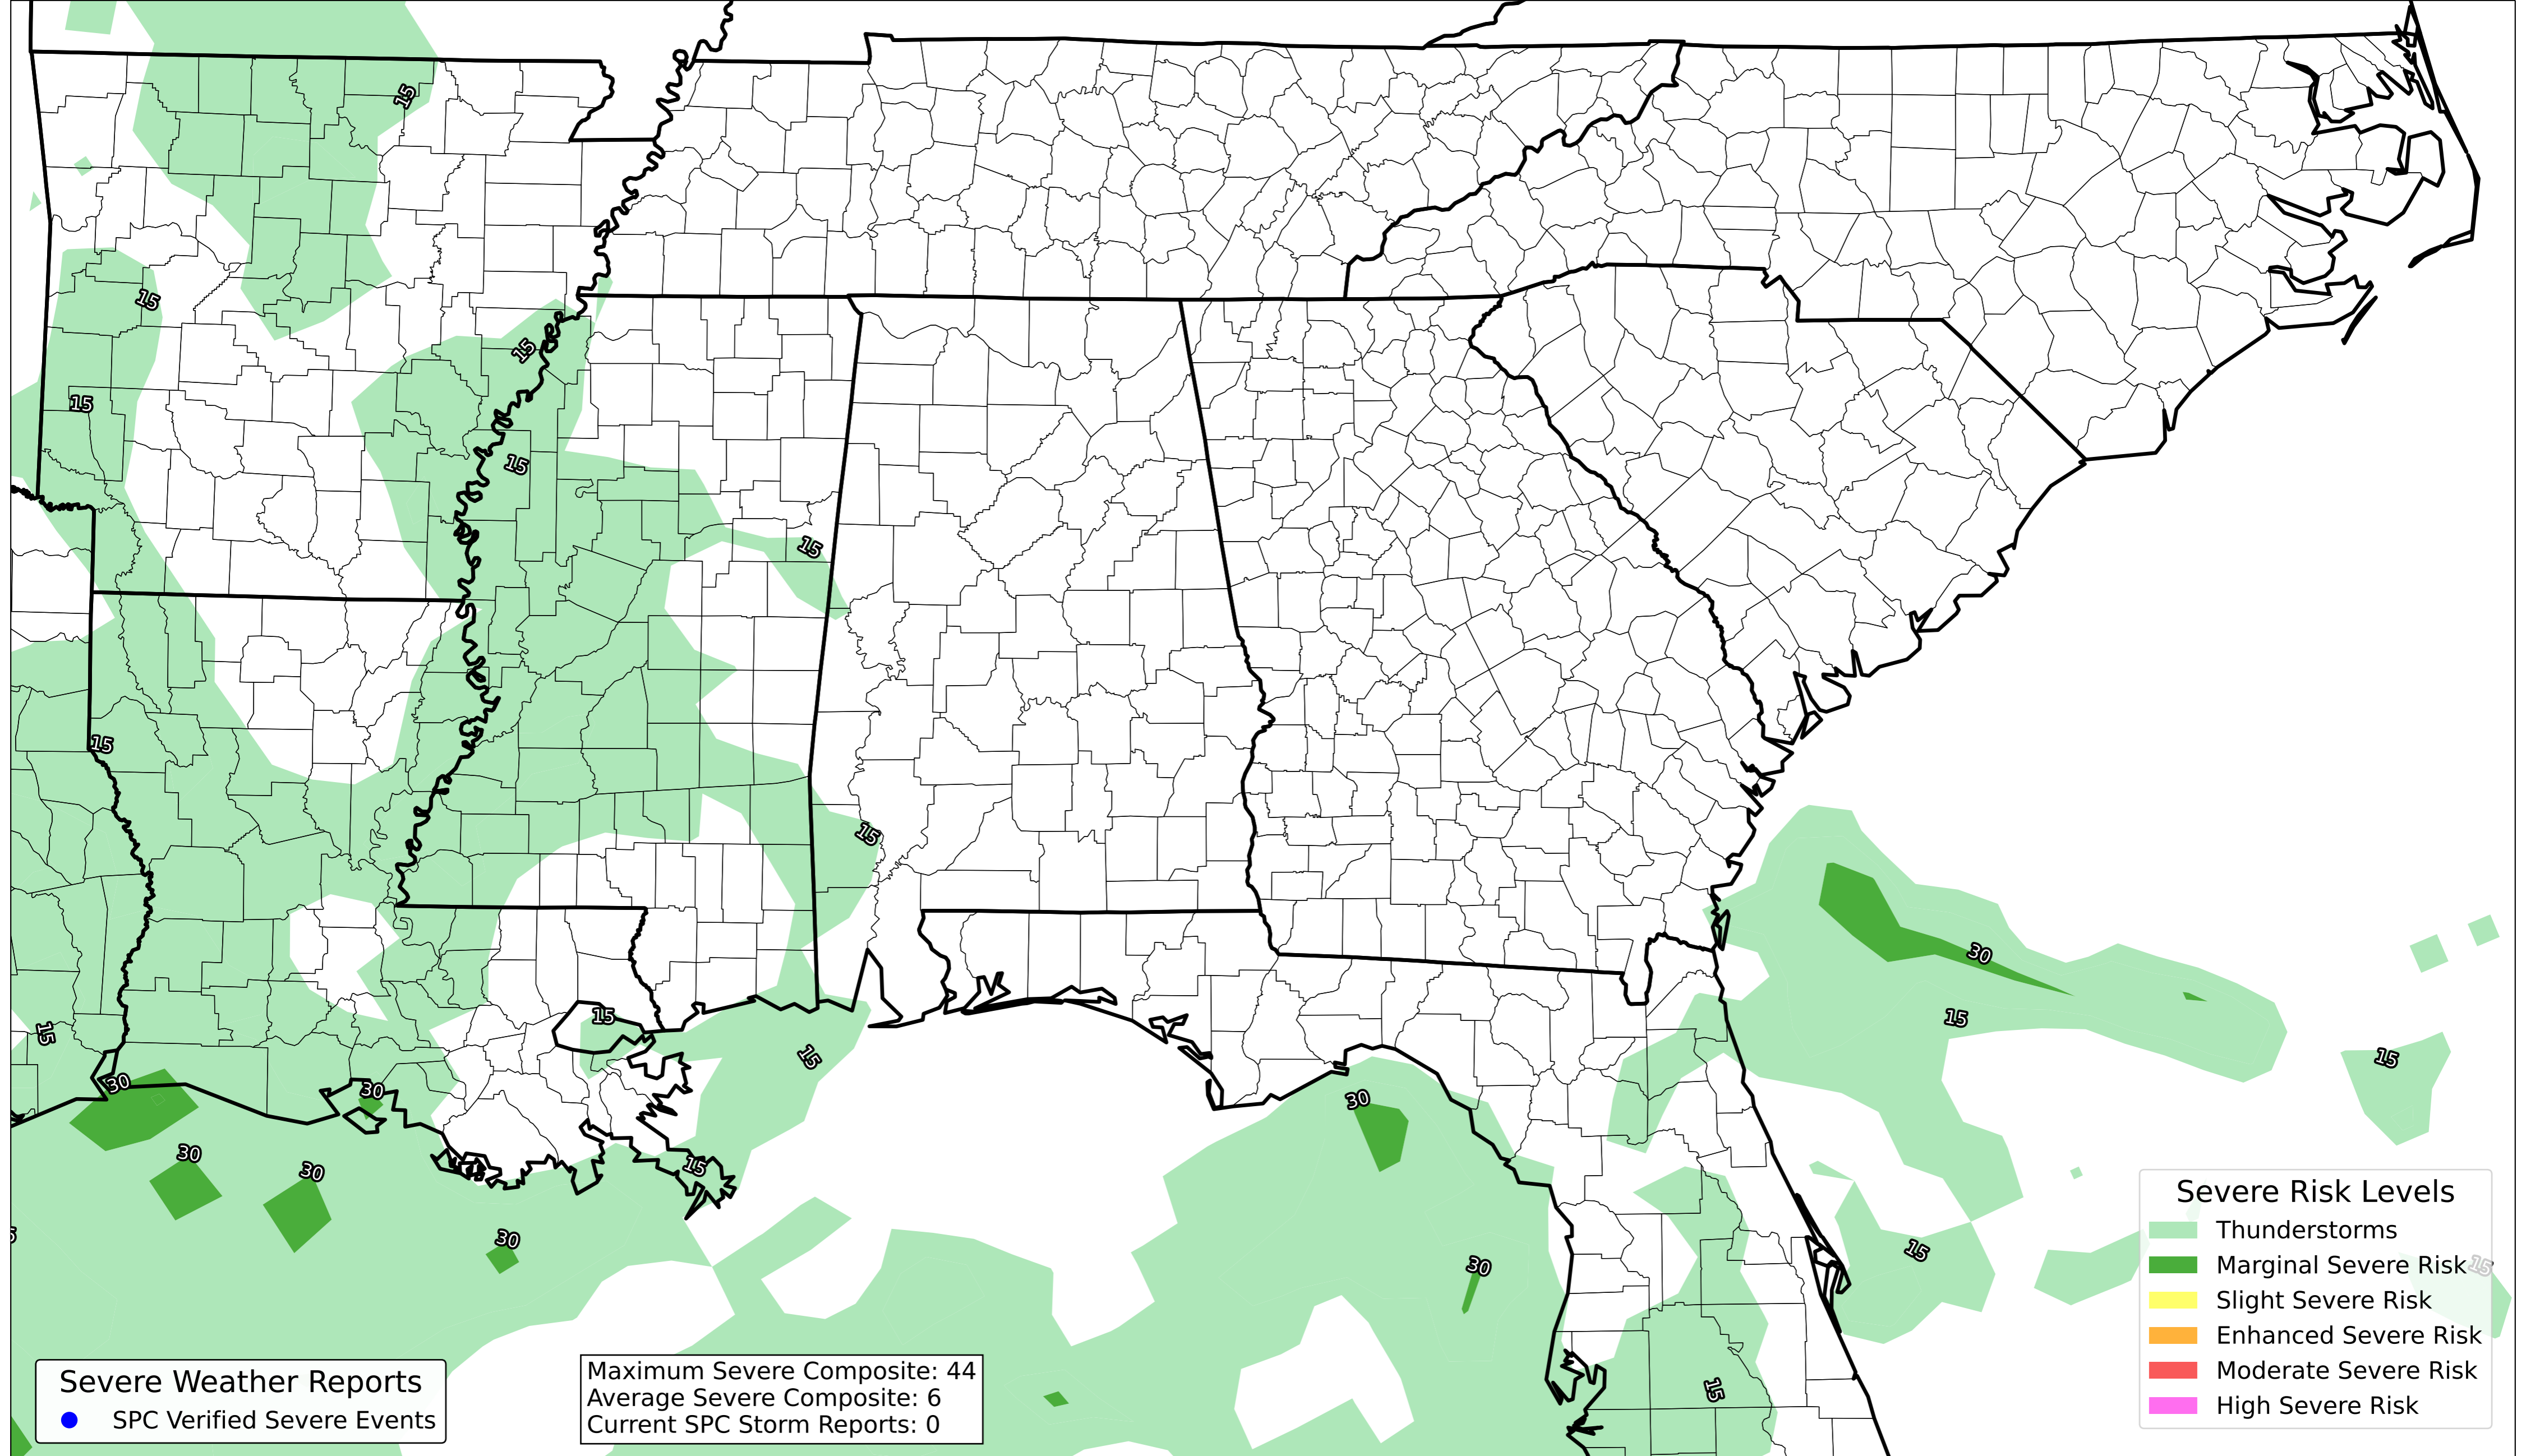 15
15
15
15
15
15
15
15
30
15
15
15
15
15
30
30
30
15
15
30
30
15
30
30
15
15
Severe Risk Levels
Thunderstorms
Marginal Severe Risk
Slight Severe Risk
Enhanced Severe Risk
Moderate Severe Risk
High Severe Risk
Severe Weather Reports
SPC Verified Severe Events
Maximum Severe Composite: 44
Average Severe Composite: 6
Current SPC Storm Reports: 0
15